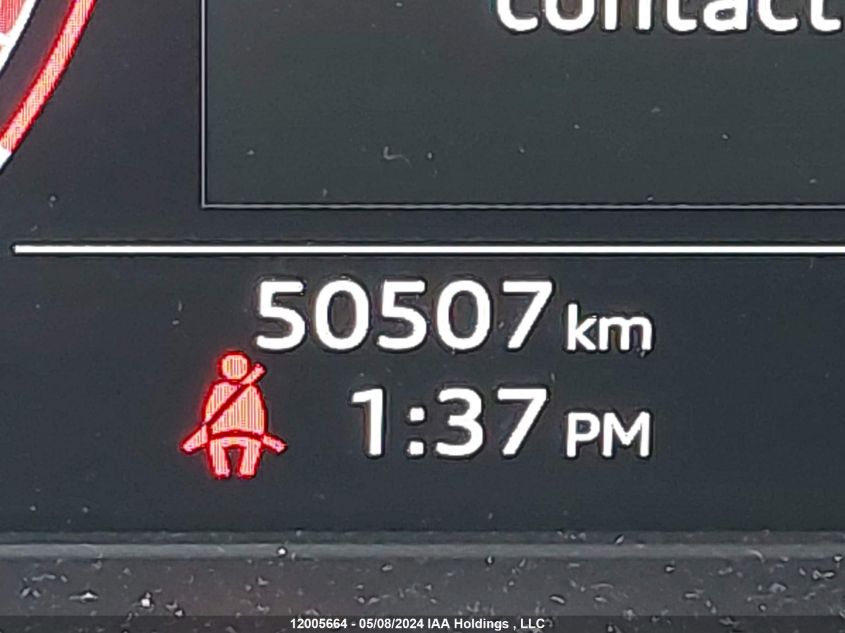 contact
50507 km
1:37 PM
12005664 - 05/08/2024 IAA Holdings , LLC